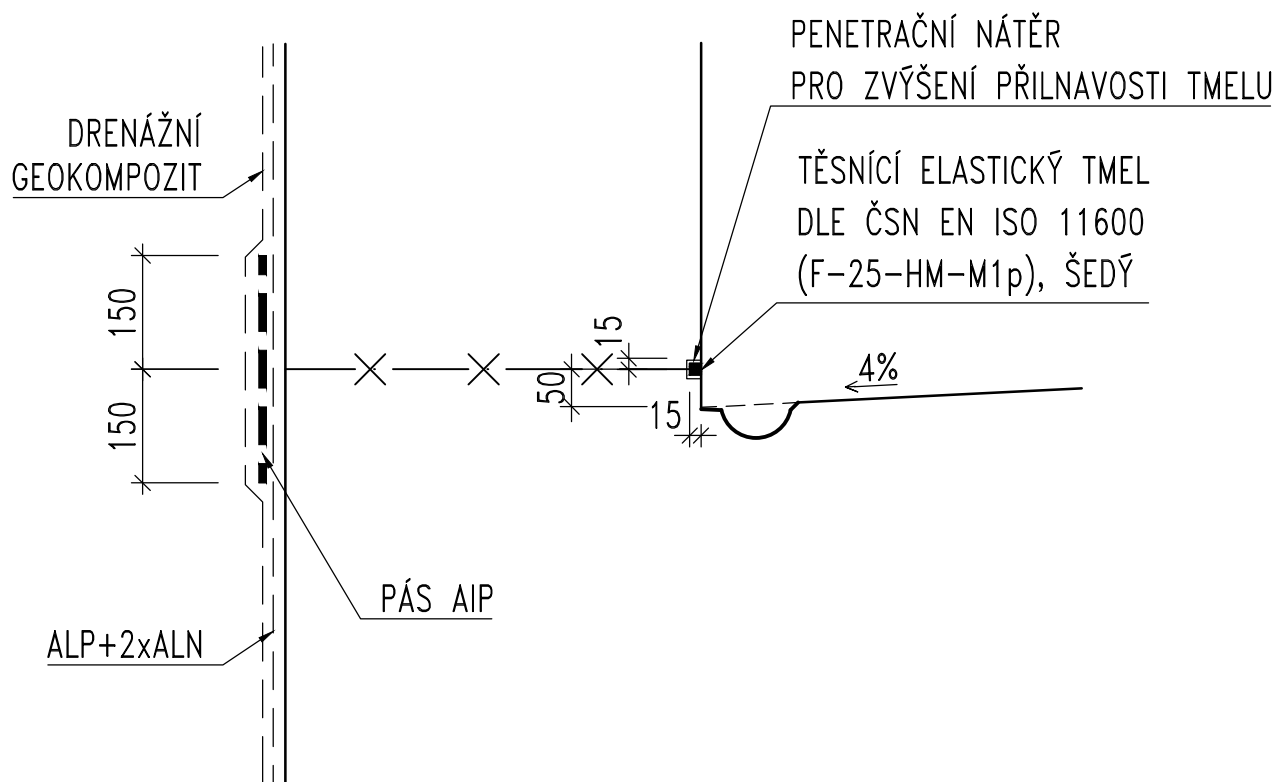 PENETRAČNÍ NÁTĚR
PRO ZVÝŠENÍ PŘILNAVOSTI TMELU
DRENÁŽNÍ
GEOKOMPOZIT
TĚSNÍCÍ ELASTICKÝ TMEL
DLE ČSN EN ISO 11600
(F-25-HM-M1p), ŠEDÝ
150
15
50
4%
150
15
PÁS AIP
ALP+2xALN